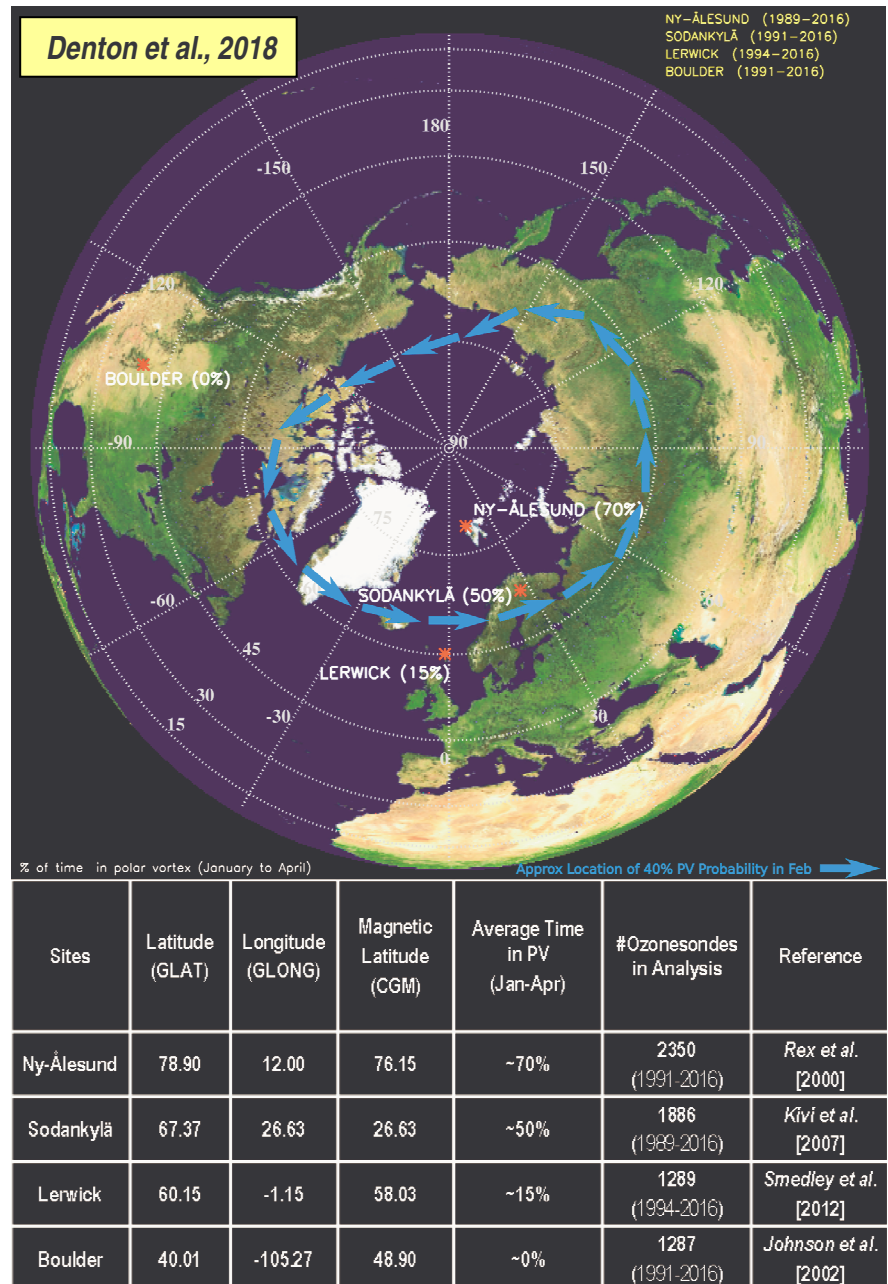 Denton et al., 2018
NY-ÅLESUND (1989-2016)
SODANKYLÄ (1991-2016)
LERWICK (1994-2016)
BOULDER (1991-2016)
180
-150
150
-120
120
BOULDER (0%)
-90
90
90
NY-ÅLESUND (70%)
75
SODANKYLÄ (50%)
-60
60
45
LERWICK (15%)
30
-30
30
15
0
% of time in polar vortex (January to April)
Approx Location of 40% PV Probability in Feb
Sites
Latitude
(GLAT)
Longitude
(GLONG)
Magnetic
Latitude
(CGM)
Average Time
in PV
(Jan-Apr)
#Ozonesondes
in Analysis
Reference
Ny-Ålesund
78.90
12.00
76.15
~70%
2350
(1991-2016)
Rex et al.
[2000]
Sodankylä
67.37
26.63
26.63
~50%
1886
(1989-2016)
Kivi et al.
[2007]
Lerwick
60.15
-1.15
58.03
~15%
1289
(1994-2016)
Smedley et al.
[2012]
Boulder
40.01
-105.27
48.90
~0%
1287
(1991-2016)
Johnson et al.
[2002]